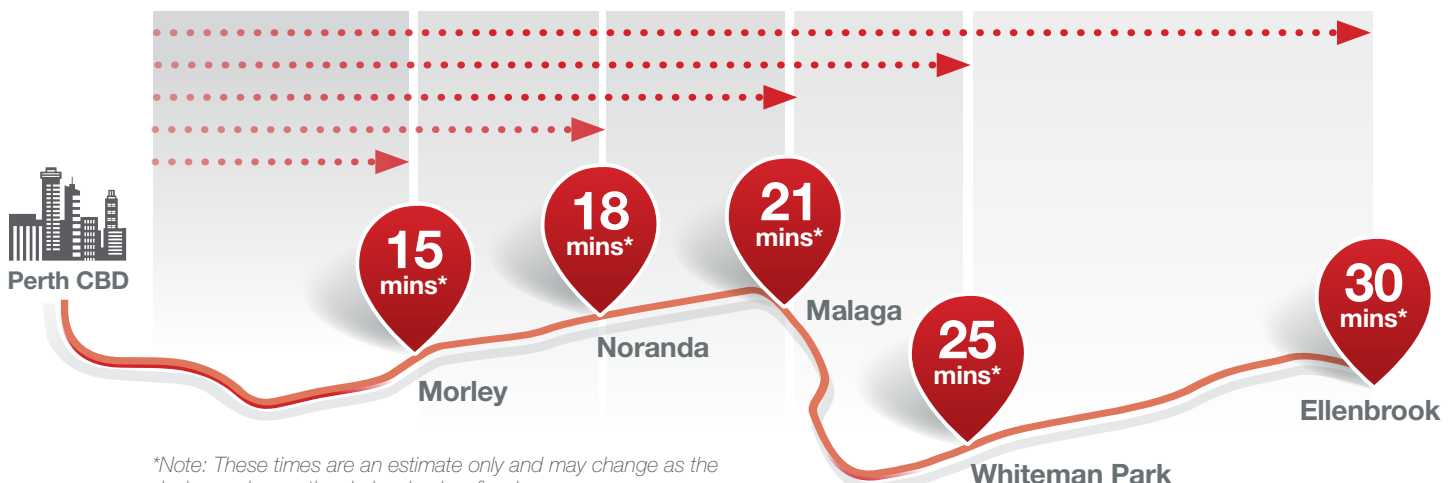 Perth CBD
15
mins*
Morley
18
mins*
Noranda
21
mins*
Malaga
25
mins*
Whiteman Park
30
mins*
Ellenbrook
*Note: These times are an estimate only and may change as the